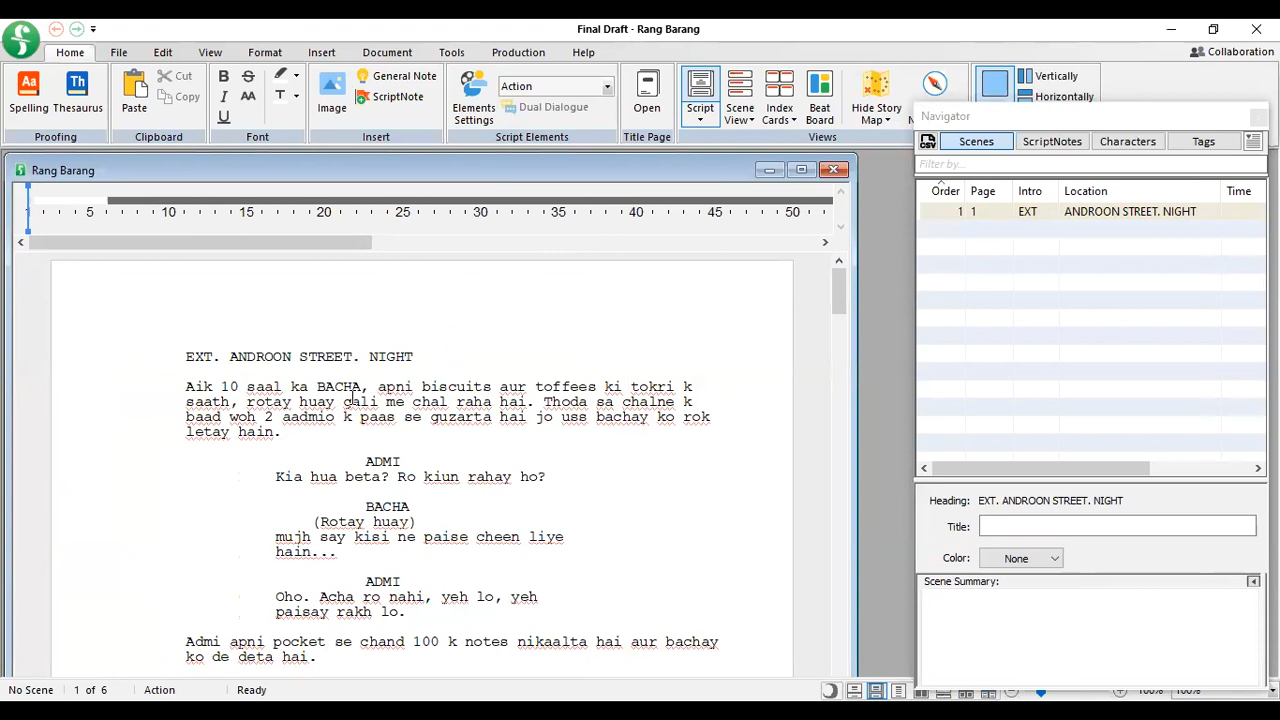 Final Draft - Rang Barang
Home File Edit View Format Insert Document Tools Production Help
Collaboration
Aa Th Cut B S General Note Action
Copy I AA T ScriptNote Dual Dialogue
Spelling Thesaurus Paste U Image Elements Settings Open Script Scene View Index Cards Beat Board Hide Story Map Vertically
Horizontally
Proofing Clipboard Font Insert Script Elements Title Page Views
Navigator
CSV Scenes ScriptNotes Characters Tags
Filter by...
Order Page Intro Location Time
1 1 EXT ANDROON STREET. NIGHT
Rang Barang
1 5 10 15 20 25 30 35 40 45 50
EXT. ANDROON STREET. NIGHT
Aik 10 saal ka BACHA, apni biscuits aur toffees ki tokri k
saath, rotay huay gali me chal raha hai. Thoda sa chalne k
baad woh 2 aadmio k paas se guzarta hai jo uss bachay ko rok
letay hain.
ADMI
Kia hua beta? Ro kiun rahay ho?
BACHA
(Rotay huay)
mujh say kisi ne paise cheen liye
hain...
ADMI
Oho. Acha ro nahi, yeh lo, yeh
paisay rakh lo.
Admi apni pocket se chand 100 k notes nikaalta hai aur bachay
ko de deta hai.
Heading: EXT. ANDROON STREET. NIGHT
Title:
Color: None
Scene Summary:
No Scene 1 of 6 Action Ready 100% 100%